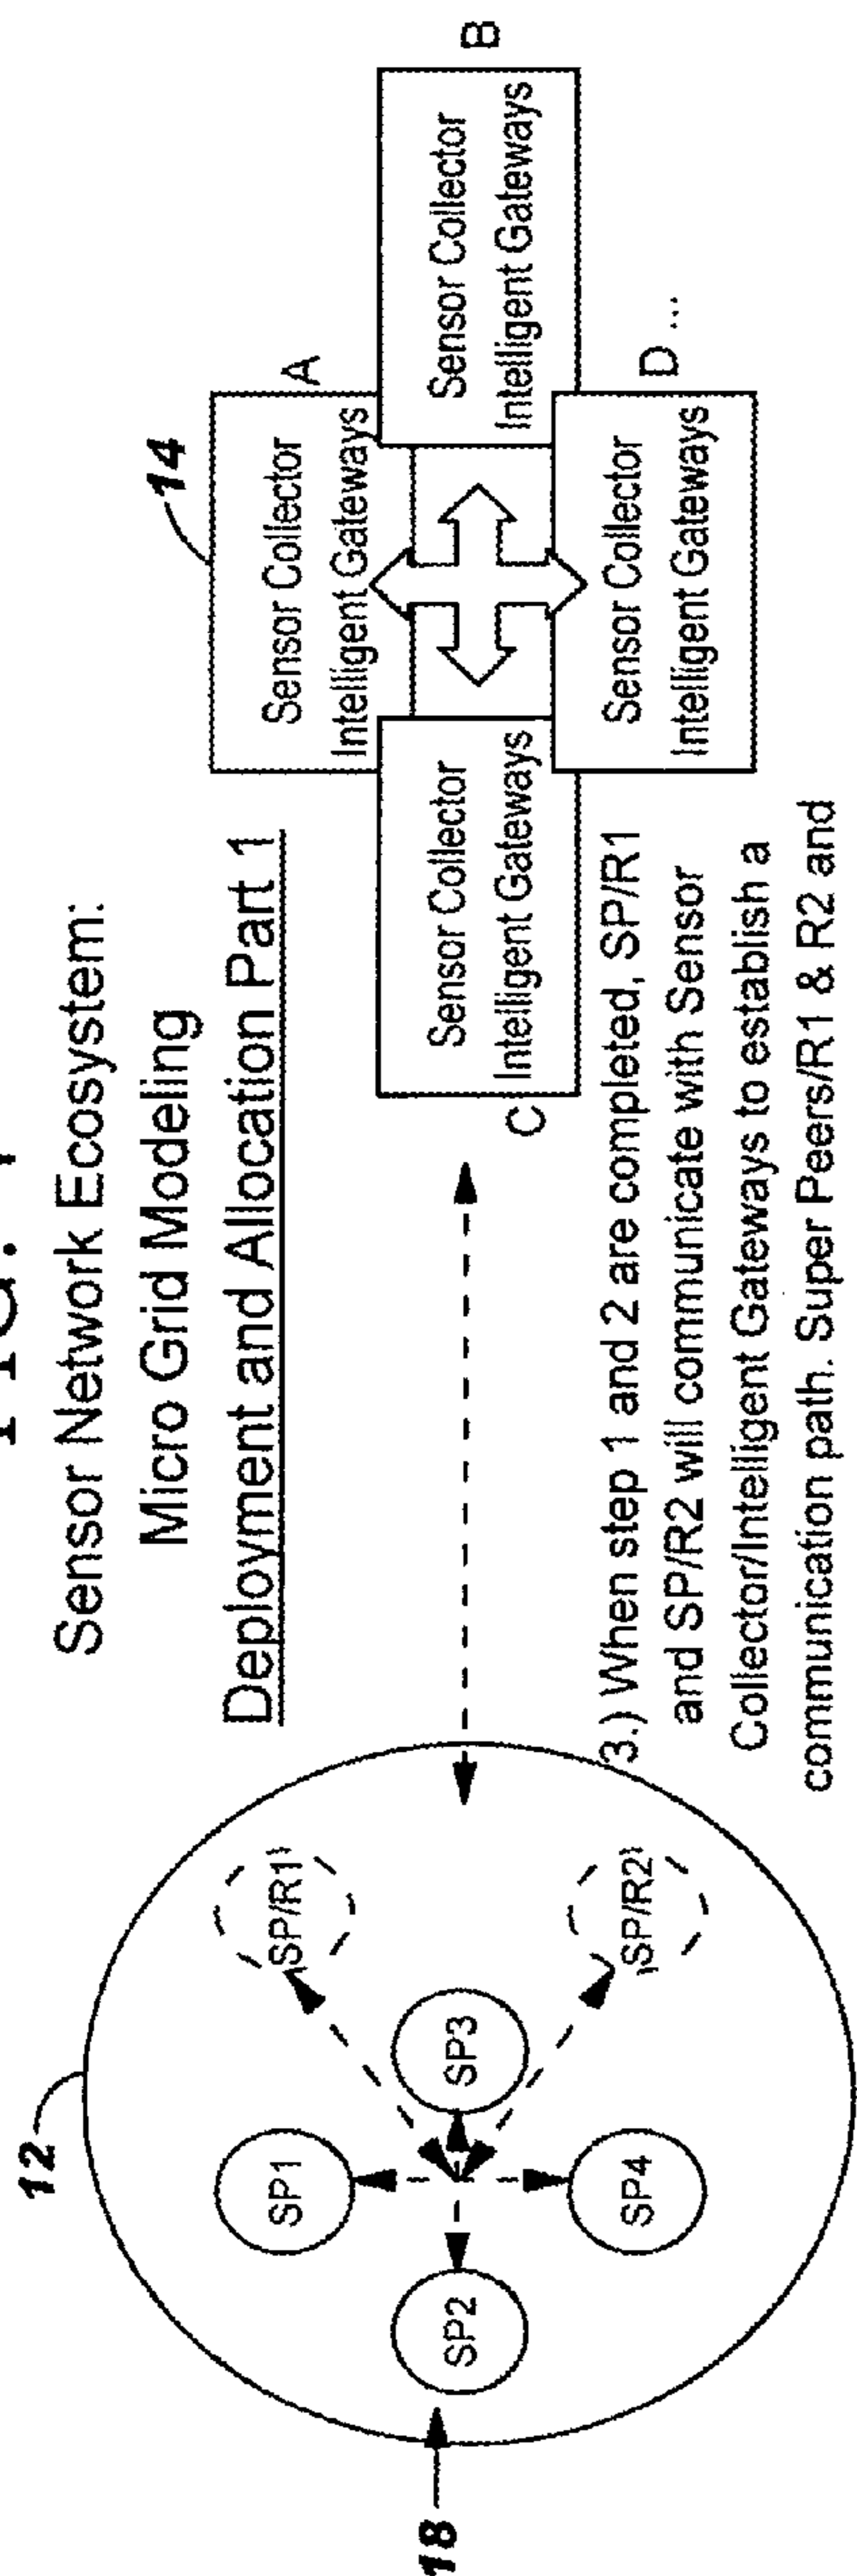 Sensor Network Ecosystem:
Micro Grid Modeling
Deployment and Allocation Part 1
12
18
SP1
SP2
SP3
SP4
SP/R1
SP/R2
14
A
Sensor Collector
Intelligent Gateways
B
Sensor Collector
Intelligent Gateways
C
Sensor Collector
Intelligent Gateways
D...
Sensor Collector
Intelligent Gateways
3.) When step 1 and 2 are completed, SP/R1
and SP/R2 will communicate with Sensor
Collector/Intelligent Gateways to establish a
communication path. Super Peers/R1 & R2 and